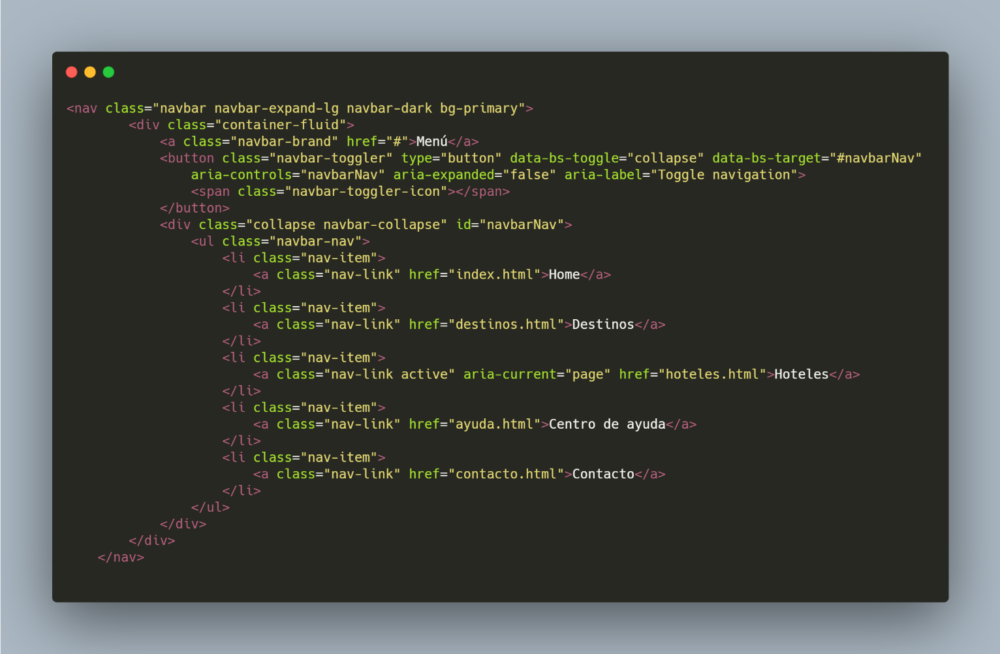 <nav class="navbar navbar-expand-lg navbar-dark bg-primary">
        <div class="container-fluid">
            <a class="navbar-brand" href="#">Menú</a>
            <button class="navbar-toggler" type="button" data-bs-toggle="collapse" data-bs-target="#navbarNav"
                aria-controls="navbarNav" aria-expanded="false" aria-label="Toggle navigation">
                <span class="navbar-toggler-icon"></span>
            </button>
            <div class="collapse navbar-collapse" id="navbarNav">
                <ul class="navbar-nav">
                    <li class="nav-item">
                        <a class="nav-link" href="index.html">Home</a>
                    </li>
                    <li class="nav-item">
                        <a class="nav-link" href="destinos.html">Destinos</a>
                    </li>
                    <li class="nav-item">
                        <a class="nav-link active" aria-current="page" href="hoteles.html">Hoteles</a>
                    </li>
                    <li class="nav-item">
                        <a class="nav-link" href="ayuda.html">Centro de ayuda</a>
                    </li>
                    <li class="nav-item">
                        <a class="nav-link" href="contacto.html">Contacto</a>
                    </li>
                </ul>
            </div>
        </div>
    </nav>